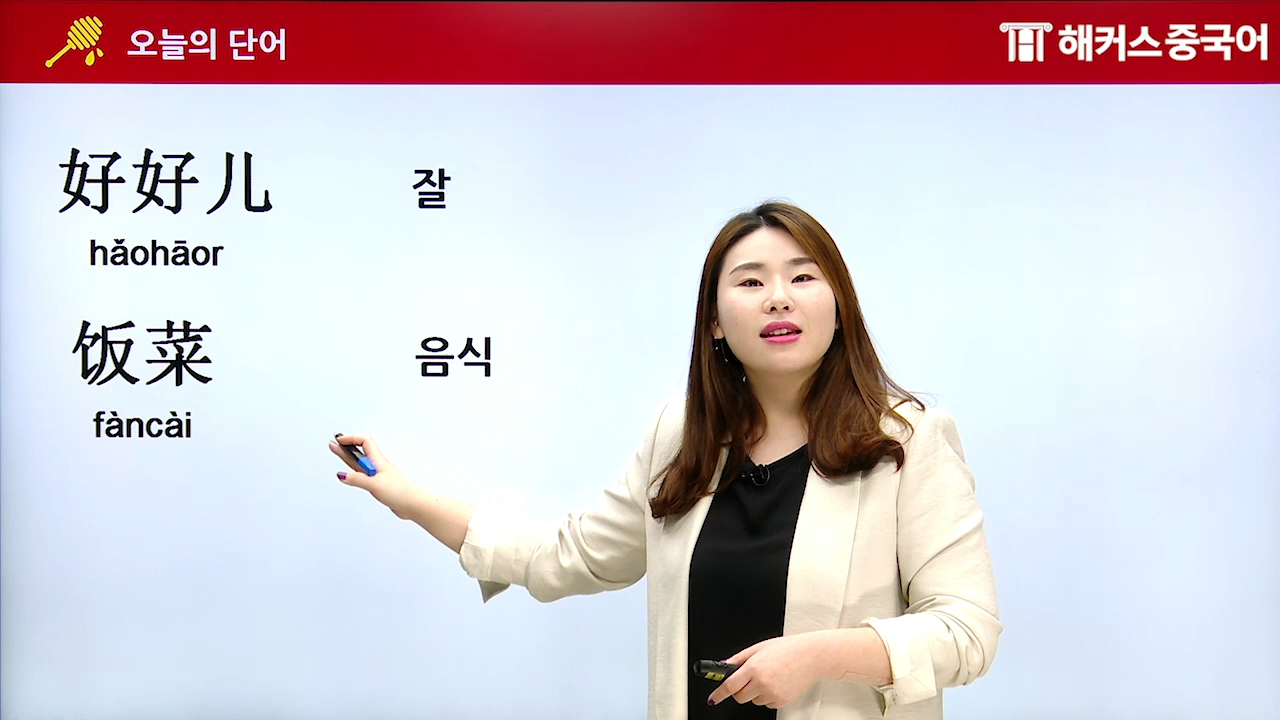 오늘의 단어
해커스중국어
好好儿 잘
hǎohāor
饭菜 음식
fàncài